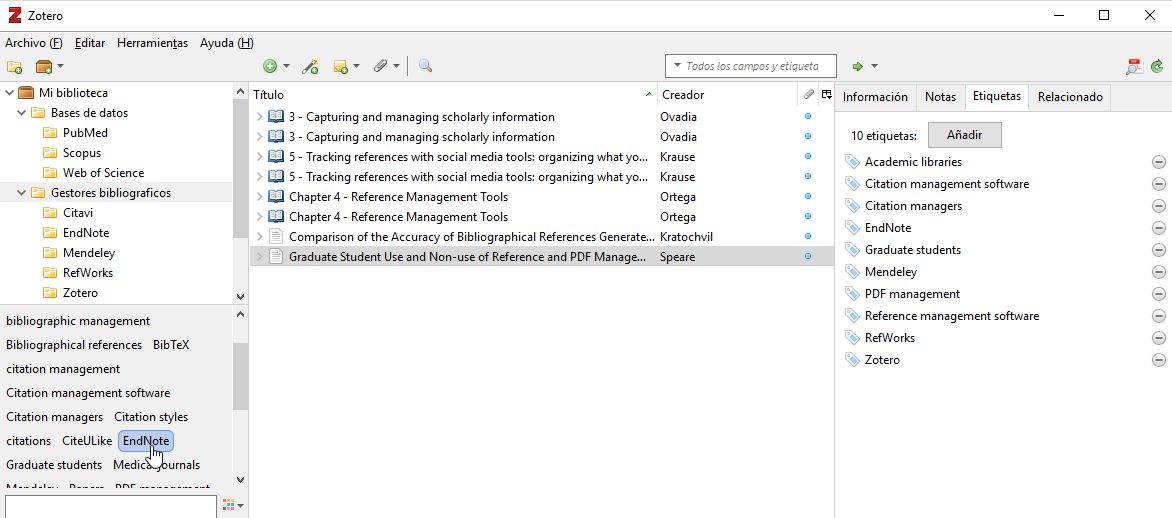 Zotero
Archivo (F) Editar Herramientas Ayuda (H)
Todos los campos y etiqueta
Mi biblioteca
Bases de datos
PubMed
Scopus
Web of Science
Gestores bibliograficos
Citavi
EndNote
Mendeley
RefWorks
Zotero
bibliographic management
Bibliographical references BibTeX
citation management
Citation management software
Citation managers Citation styles
citations CiteULike EndNote
Graduate students Medical journals
Mendeley Papers PDF management
Título Creador
3 - Capturing and managing scholarly information Ovadia
3 - Capturing and managing scholarly information Ovadia
5 - Tracking references with social media tools: organizing what yo... Krause
5 - Tracking references with social media tools: organizing what yo... Krause
Chapter 4 - Reference Management Tools Ortega
Chapter 4 - Reference Management Tools Ortega
Comparison of the Accuracy of Bibliographical References Generate... Kratochvil
Graduate Student Use and Non-use of Reference and PDF Manage... Speare
Información Notas Etiquetas Relacionado
10 etiquetas: Añadir
Academic libraries
Citation management software
Citation managers
EndNote
Graduate students
Mendeley
PDF management
Reference management software
RefWorks
Zotero